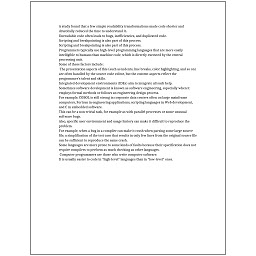 A study found that a few simple readability transformations made code shorter and
drastically reduced the time to understand it.
Unreadable code often leads to bugs, inefficiencies, and duplicated code.
Scripting and breakpointing is also part of this process.
Scripting and breakpointing is also part of this process.
Programmers typically use high-level programming languages that are more easily
intelligible to humans than machine code, which is directly executed by the central
processing unit.
Some of these factors include:
The presentation aspects of this (such as indents, line breaks, color highlighting, and so on)
are often handled by the source code editor, but the content aspects reflect the
programmer's talent and skills.
Integrated development environments (IDEs) aim to integrate all such help.
Sometimes software development is known as software engineering, especially when it
employs formal methods or follows an engineering design process.
For example, COBOL is still strong in corporate data centers often on large mainframe
computers, Fortran in engineering applications, scripting languages in Web development,
and C in embedded software.
This can be a non-trivial task, for example as with parallel processes or some unusual
software bugs.
Also, specific user environment and usage history can make it difficult to reproduce the
problem.
For example, when a bug in a compiler can make it crash when parsing some large source
file, a simplification of the test case that results in only few lines from the original source file
can be sufficient to reproduce the same crash.
Some languages are more prone to some kinds of faults because their specification does not
require compilers to perform as much checking as other languages.
Computer programmers are those who write computer software.
It is usually easier to code in "high-level" languages than in "low-level" ones.